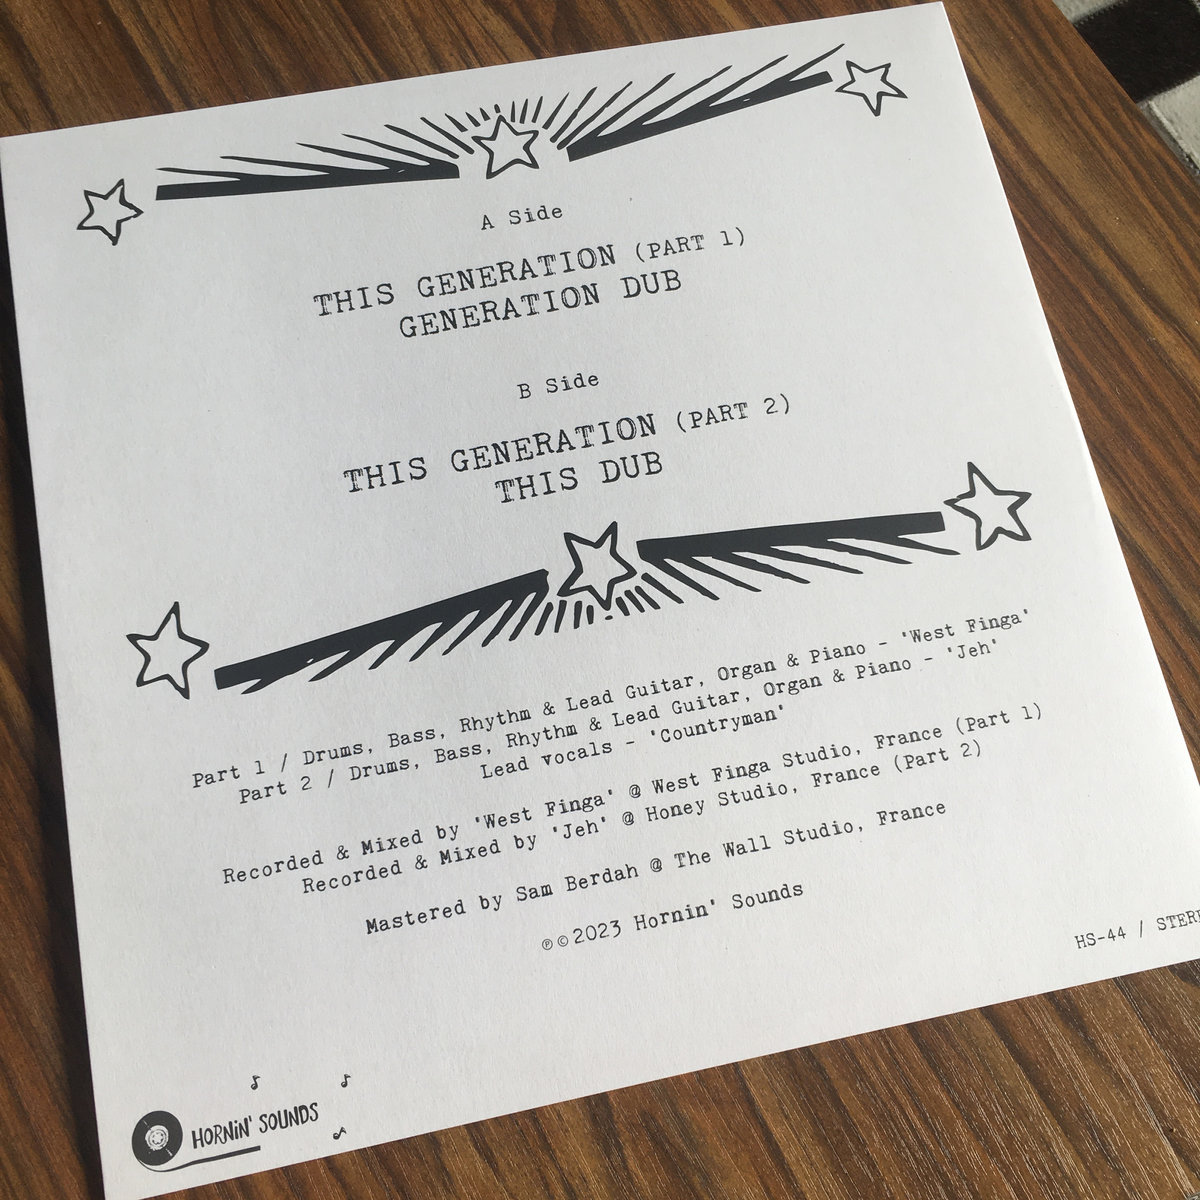 A Side
THIS GENERATION (PART 1)
GENERATION DUB
B Side
THIS GENERATION (PART 2)
THIS DUB
Part 1 / Drums, Bass, Rhythm & Lead Guitar, Organ & Piano - 'West Finga'
Part 2 / Drums, Bass, Rhythm & Lead Guitar, Organ & Piano - 'Jeh'
Lead vocals - 'Countryman'
Recorded & Mixed by 'West Finga' @ West Finga Studio, France (Part 1)
Recorded & Mixed by 'Jeh' @ Honey Studio, France (Part 2)
Mastered by Sam Berdah @ The Wall Studio, France
℗©2023 Hornin' Sounds
HS-44 / STERE
HORNiN' SOUNDS